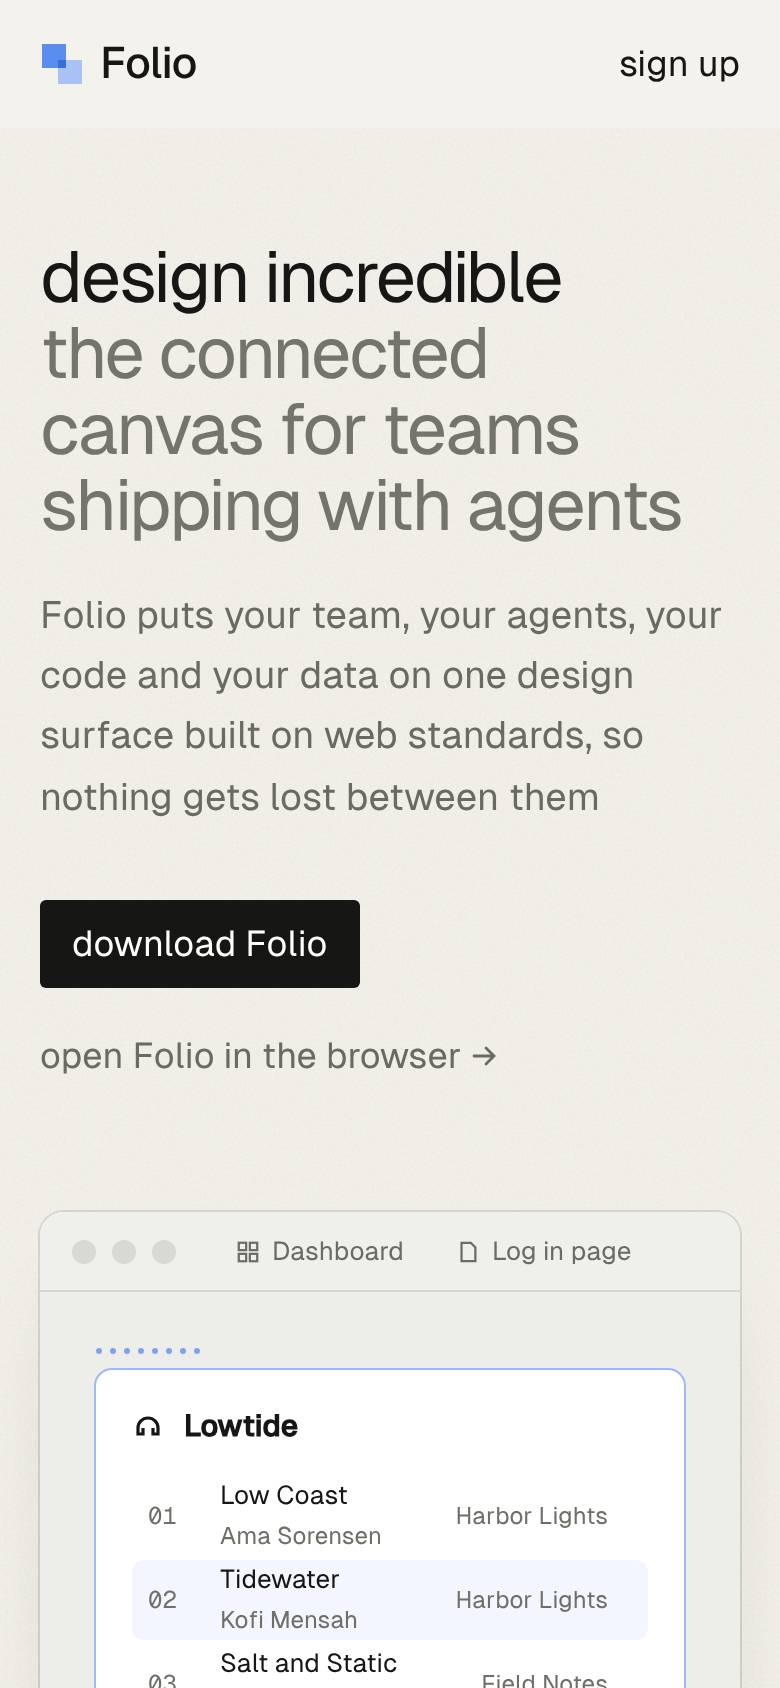 Folio
sign up
design incredible
the connected
canvas for teams
shipping with agents
Folio puts your team, your agents, your
code and your data on one design
surface built on web standards, so
nothing gets lost between them
download Folio
open Folio in the browser →
Dashboard
Log in page
Lowtide
01
Low Coast
Ama Sorensen
Harbor Lights
02
Tidewater
Kofi Mensah
Harbor Lights
03
Salt and Static
Field Notes